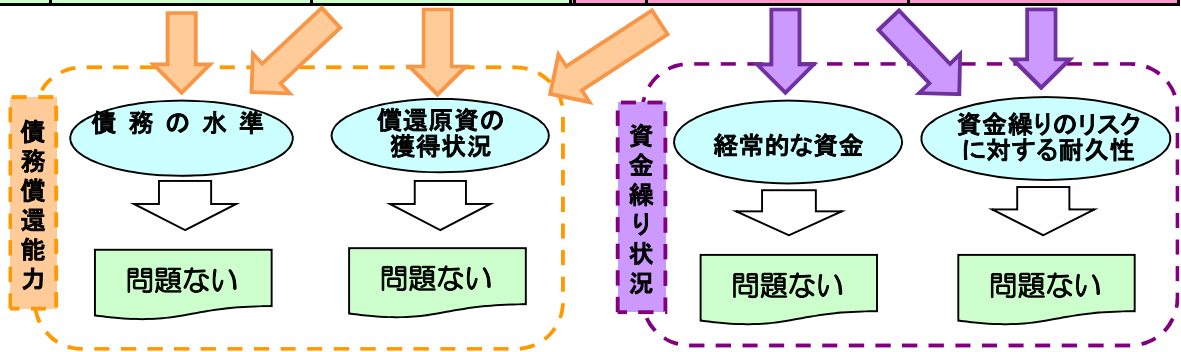 債務償還能力
債務の水準
償還原資の
獲得状況
問題ない
問題ない
資金繰り状況
経常的な資金
資金繰りのリスク
に対する耐久性
問題ない
問題ない